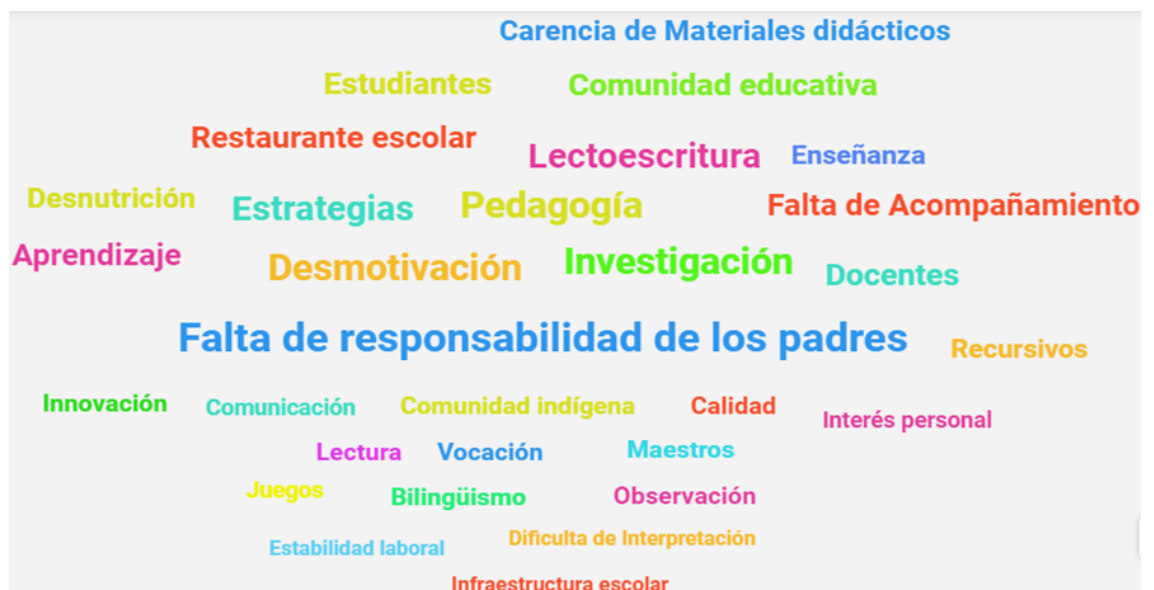 Carencia de Materiales didácticos
Estudiantes Comunidad educativa
Restaurante escolar Lectoescritura Enseñanza
Desnutrición Estrategias Pedagogía Falta de Acompañamiento
Aprendizaje Desmotivación Investigación Docentes
Falta de responsabilidad de los padres Recursivos
Innovación Comunicación Comunidad indígena Calidad Interés personal
Lectura Vocación Maestros
Juegos Bilingüismo Observación
Estabilidad laboral Dificulta de Interpretación
Infraestructura escolar